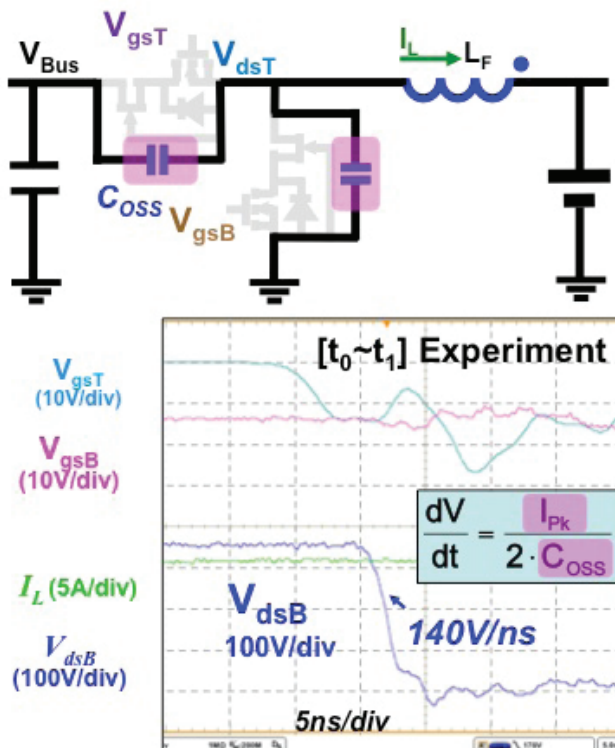 V_gsT
V_Bus
V_dsT
I_L
L_F
C_OSS
V_gsB
[t_0~t_1] Experiment
V_gsT
(10V/div)
V_gsB
(10V/div)
dV/dt = I_Pk / 2 · C_OSS
I_L (5A/div)
V_dsB
100V/div
140V/ns
V_dsB
(100V/div)
5ns/div